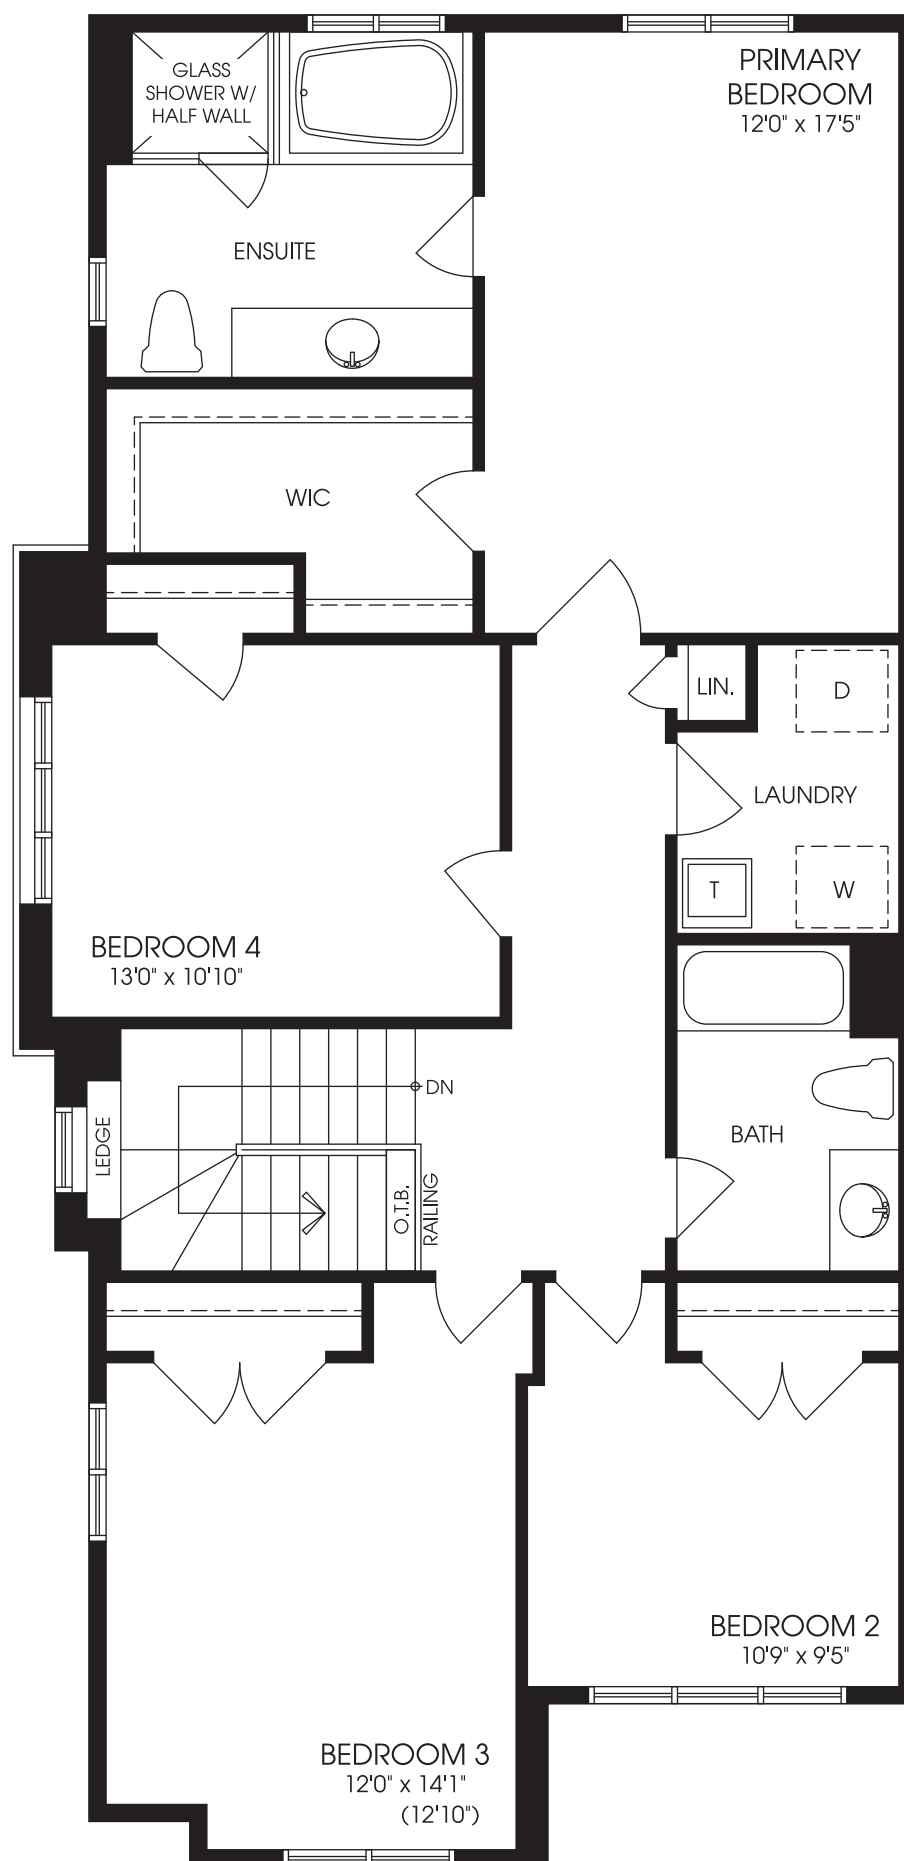 GLASS
SHOWER W/
HALF WALL
PRIMARY
BEDROOM
12'0" x 17'5"
ENSUITE
WIC
LIN.
D
LAUNDRY
T
W
BEDROOM 4
13'0" x 10'10"
DN
LEDGE
BATH
O.T.B.
RAILING
BEDROOM 2
10'9" x 9'5"
BEDROOM 3
12'0" x 14'1"
(12'10")